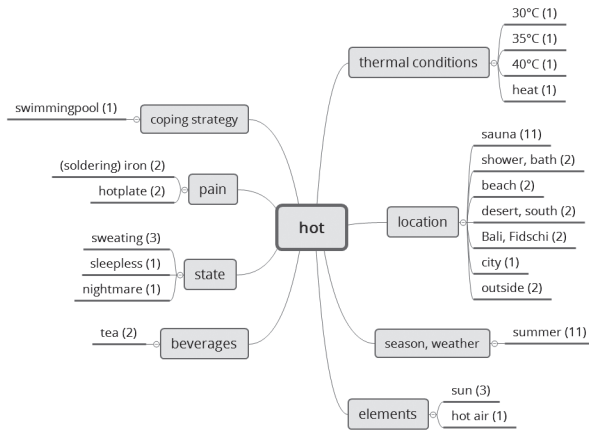 hot
thermal conditions
30°C (1)
35°C (1)
40°C (1)
heat (1)
location
sauna (11)
shower, bath (2)
beach (2)
desert, south (2)
Bali, Fidschi (2)
city (1)
outside (2)
season, weather
summer (11)
elements
sun (3)
hot air (1)
coping strategy
swimmingpool (1)
pain
(soldering) iron (2)
hotplate (2)
state
sweating (3)
sleepless (1)
nightmare (1)
beverages
tea (2)